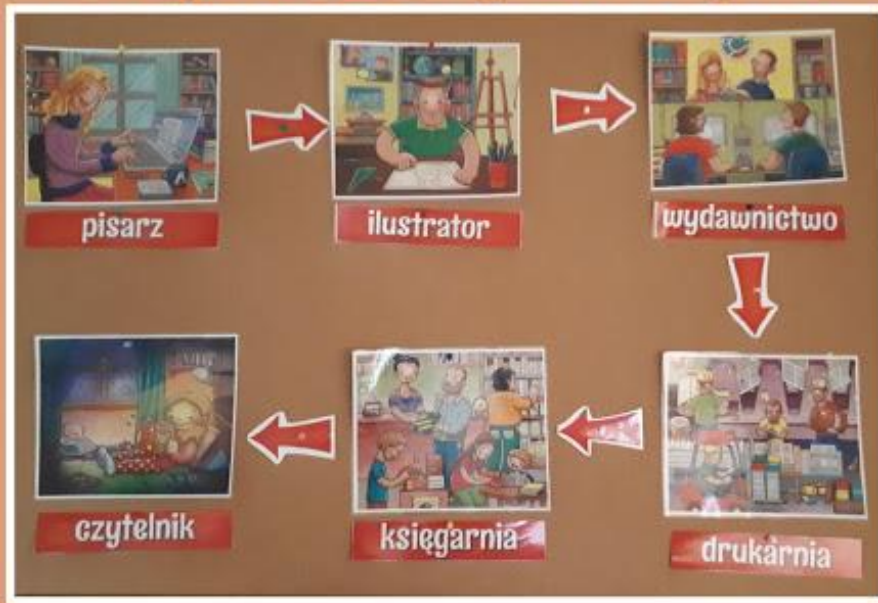 pisarz
ilustrator
wydawnictwo
czytelnik
księgarnia
drukarnia